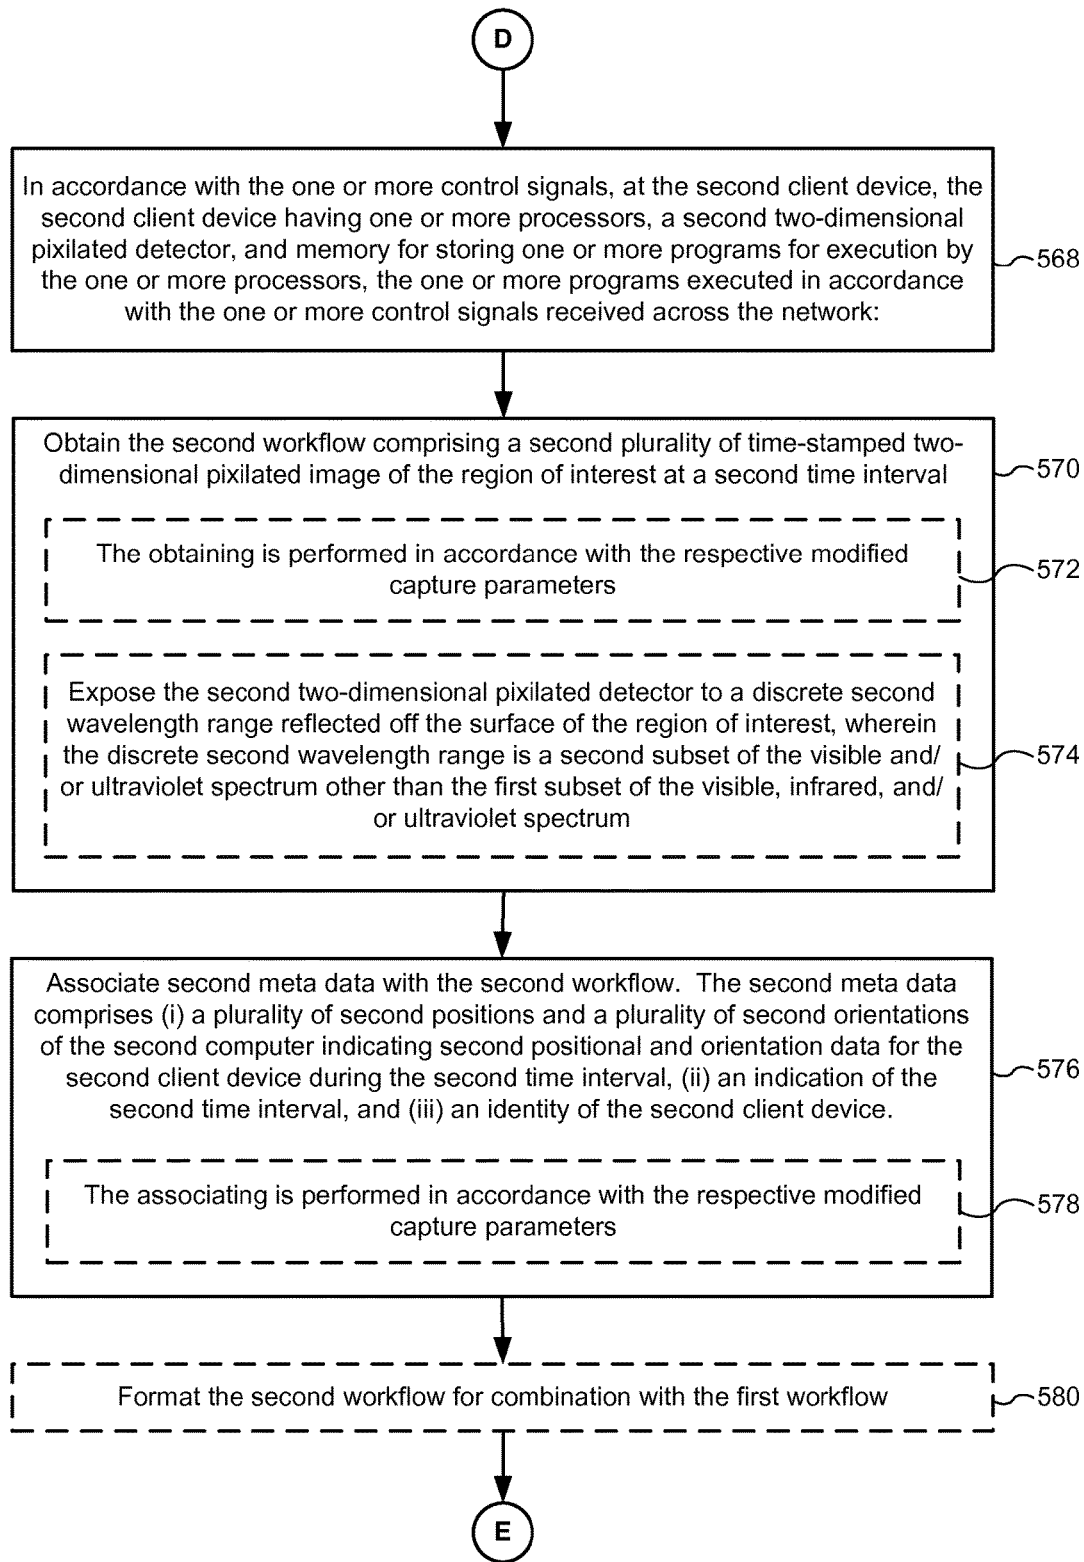 D
In accordance with the one or more control signals, at the second client device, the
second client device having one or more processors, a second two-dimensional
pixilated detector, and memory for storing one or more programs for execution by
the one or more processors, the one or more programs executed in accordance
with the one or more control signals received across the network:
568
Obtain the second workflow comprising a second plurality of time-stamped two-
dimensional pixilated image of the region of interest at a second time interval
570
The obtaining is performed in accordance with the respective modified
capture parameters
572
Expose the second two-dimensional pixilated detector to a discrete second
wavelength range reflected off the surface of the region of interest, wherein
the discrete second wavelength range is a second subset of the visible and/
or ultraviolet spectrum other than the first subset of the visible, infrared, and/
or ultraviolet spectrum
574
Associate second meta data with the second workflow.  The second meta data
comprises (i) a plurality of second positions and a plurality of second orientations
of the second computer indicating second positional and orientation data for the
second client device during the second time interval, (ii) an indication of the
second time interval, and (iii) an identity of the second client device.
576
The associating is performed in accordance with the respective modified
capture parameters
578
Format the second workflow for combination with the first workflow
580
E